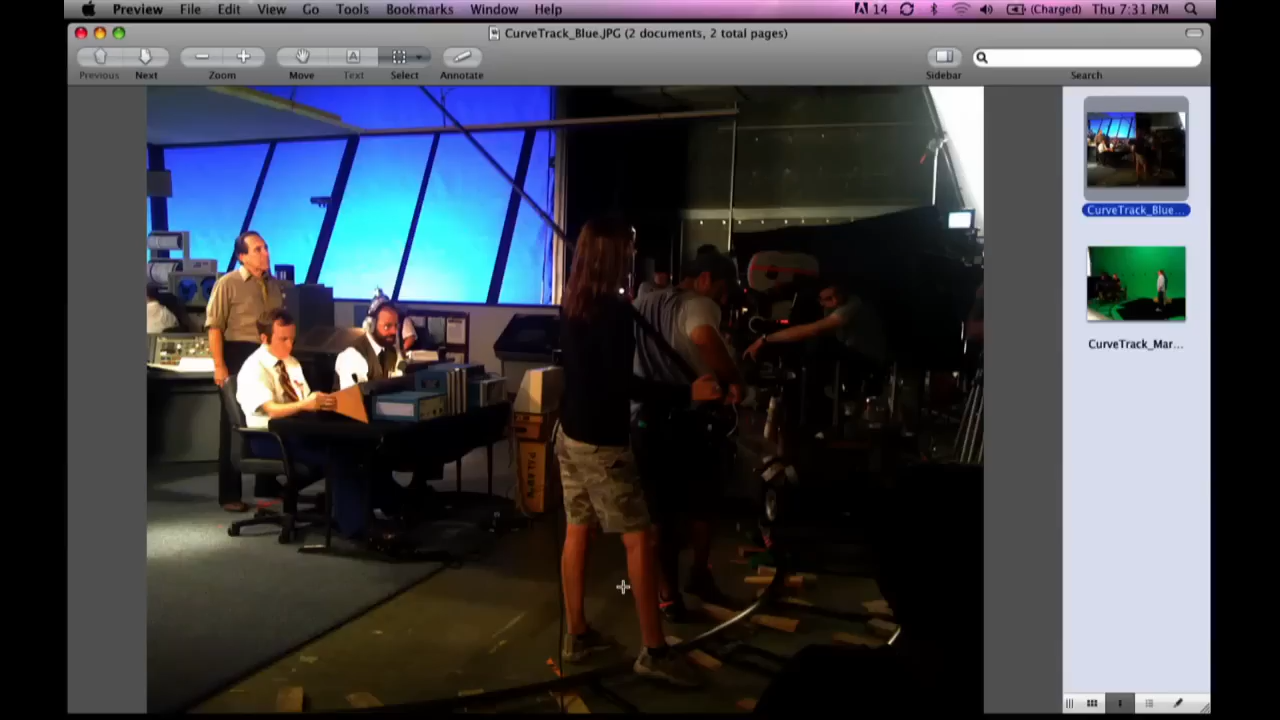 Preview File Edit View Go Tools Bookmarks Window Help 14 (Charged) Thu 7:31 PM
CurveTrack_Blue.JPG (2 documents, 2 total pages)
Previous Next Zoom Move Text Select Annotate Sidebar Search
CurveTrack_Blue...
CurveTrack_Mar...